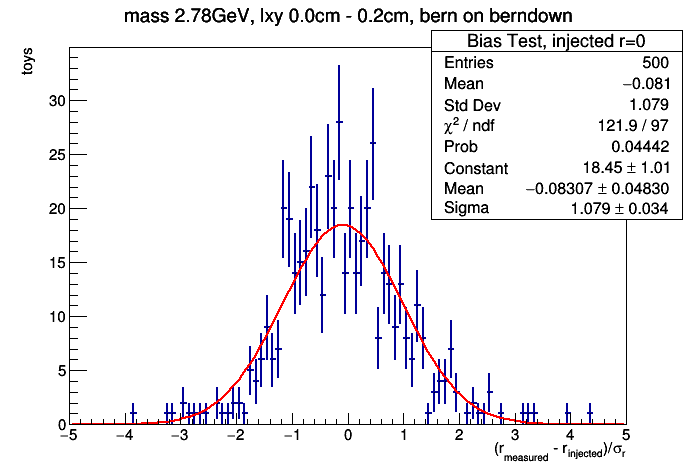 mass 2.78GeV, lxy 0.0cm - 0.2cm, bern on berndown
Bias Test, injected r=0
Entries 500
Mean −0.081
Std Dev 1.079
χ² / ndf 121.9 / 97
Prob 0.04442
Constant 18.45 ± 1.01
Mean −0.08307 ± 0.04830
Sigma 1.079 ± 0.034
toys
30
25
20
15
10
5
0
−5 −4 −3 −2 −1 0 1 2 3 4 5
(r_measured - r_injected)/σ_r